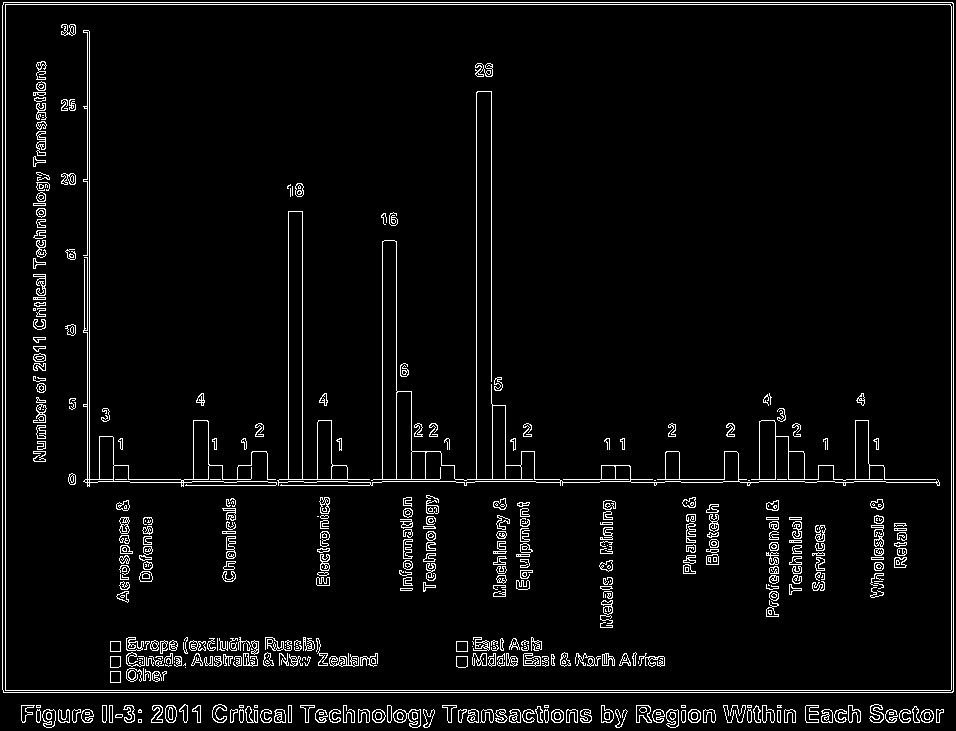 30
25
20
15
10
5
0
Number of 2011 Critical Technology Transactions
3
1
4
1
1
2
18
4
1
16
6
2
2
1
26
5
1
2
1
1
2
2
4
3
2
1
4
1
Aerospace &
Defense
Chemicals
Electronics
Information
Technology
Machinery &
Equipment
Metals & Mining
Pharma &
Biotech
Professional &
Technical
Services
Wholesale &
Retail
Europe (excluding Russia)
East Asia
Canada, Australia & New Zealand
Middle East & North Africa
Other
Figure II-3: 2011 Critical Technology Transactions by Region Within Each Sector